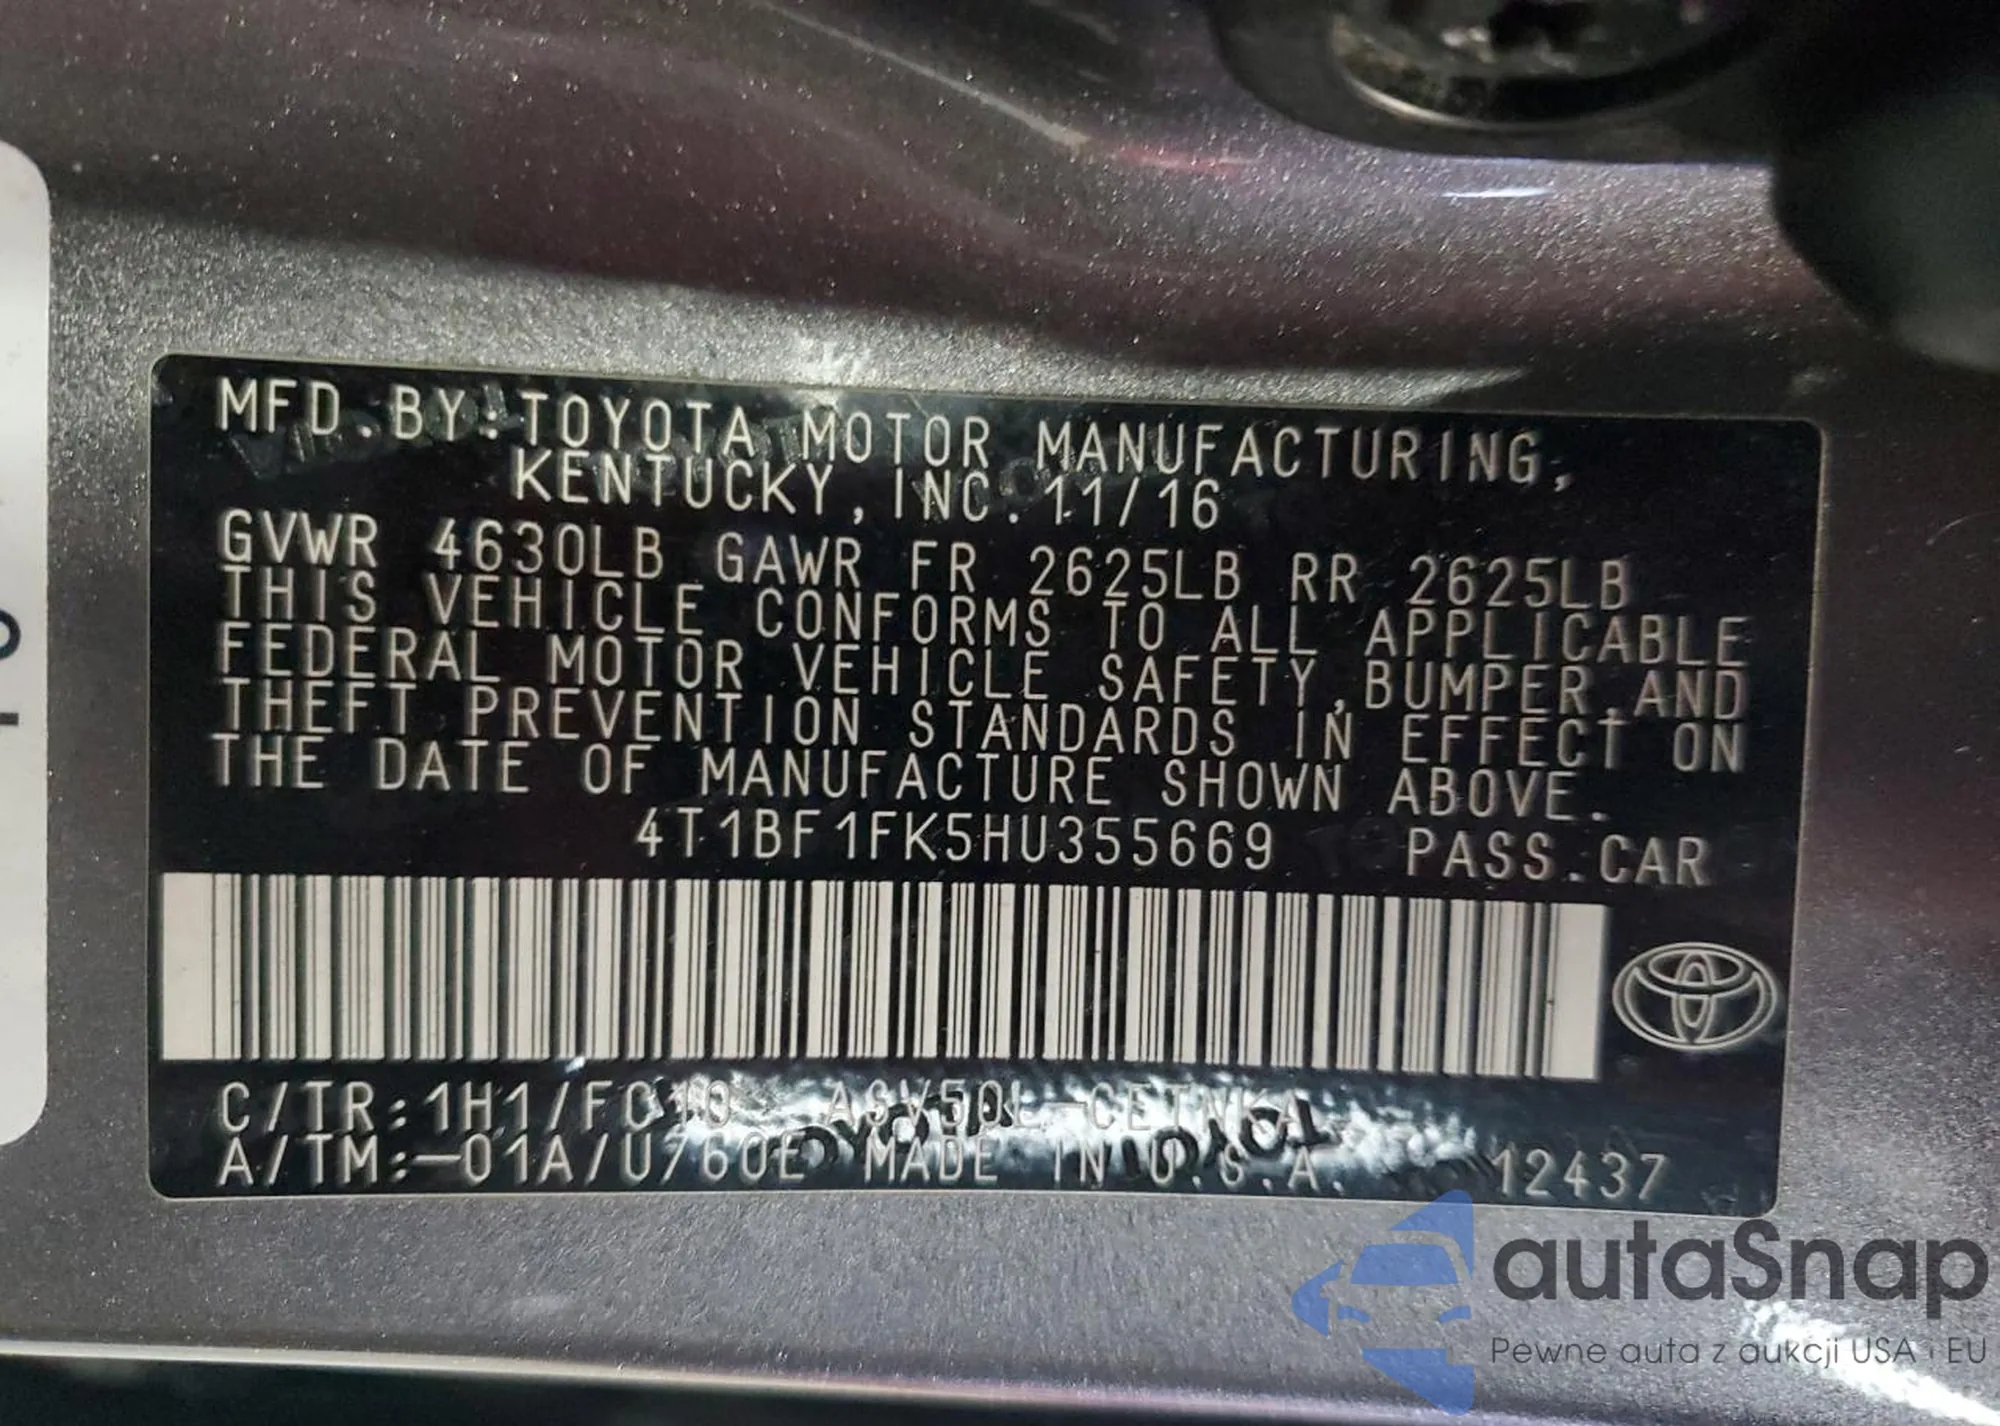 MFD.BY:TOYOTA MOTOR MANUFACTURING,
KENTUCKY,INC. 11/16
GVWR 4630LB GAWR FR 2625LB RR 2625LB
THIS VEHICLE CONFORMS TO ALL APPLICABLE
FEDERAL MOTOR VEHICLE SAFETY,BUMPER,AND
THEFT PREVENTION STANDARDS IN EFFECT ON
THE DATE OF MANUFACTURE SHOWN ABOVE.
4T1BF1FK5HU355669 PASS.CAR
C/TR:1H1/FC10 ASV50L-CETNKA
A/TM:-01A/U760E MADE IN U.S.A. 12437
autaSnap
Pewne auta z aukcji USA i EU